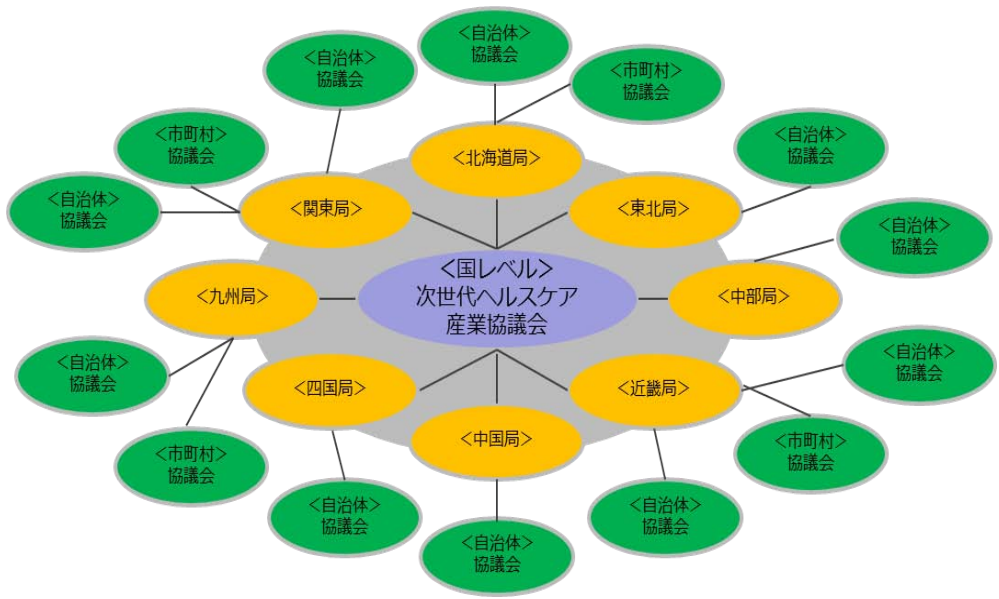 <自治体>
協議会
<自治体>
協議会
<市町村>
協議会
<市町村>
協議会
<北海道局>
<自治体>
協議会
<自治体>
協議会
<関東局>
<東北局>
<自治体>
協議会
<国レベル>
次世代ヘルスケア
産業協議会
<九州局>
<中部局>
<自治体>
協議会
<四国局>
<近畿局>
<自治体>
協議会
<市町村>
協議会
<中国局>
<市町村>
協議会
<自治体>
協議会
<自治体>
協議会
<自治体>
協議会